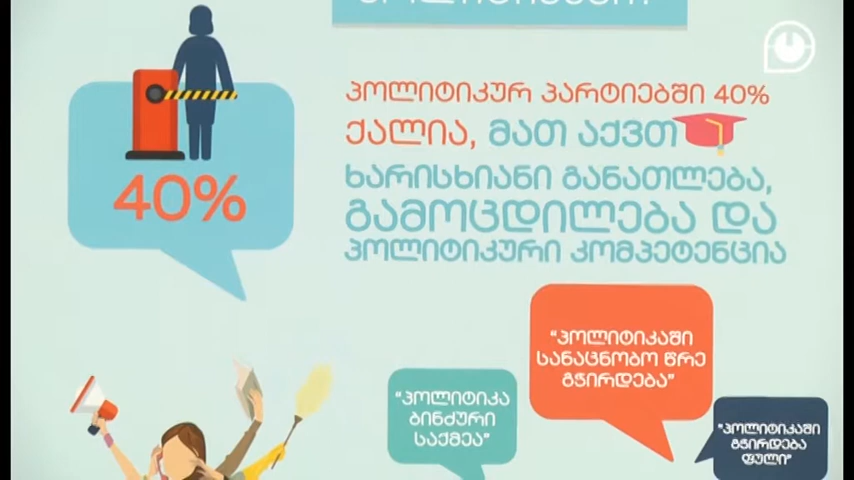 40%
პოლიტიკურ პარტიებში 40%
ქალია, მათ აქვთ
ხარისხიანი განათლება,
გამოცდილება და
პოლიტიკური კომპეტენცია
“პოლიტიკაში
სანაცნობო წრე
გჭირდება”
“პოლიტიკა
ბინძური
საქმეა”
“პოლიტიკაში
გჭირდება
ფული”